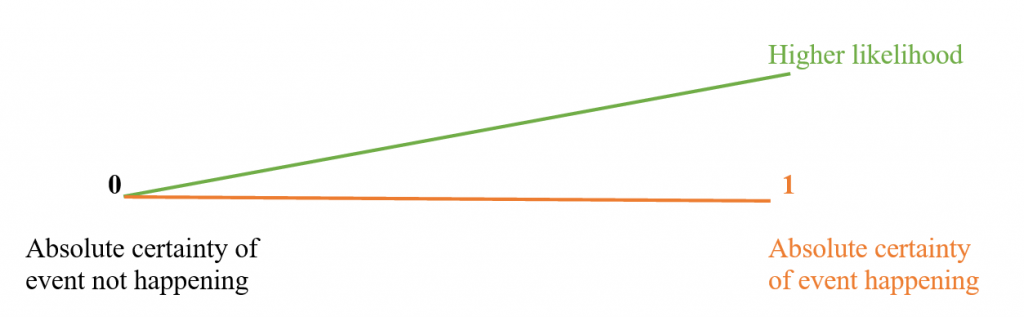 Higher likelihood
0
1
Absolute certainty of
event not happening
Absolute certainty
of event happening